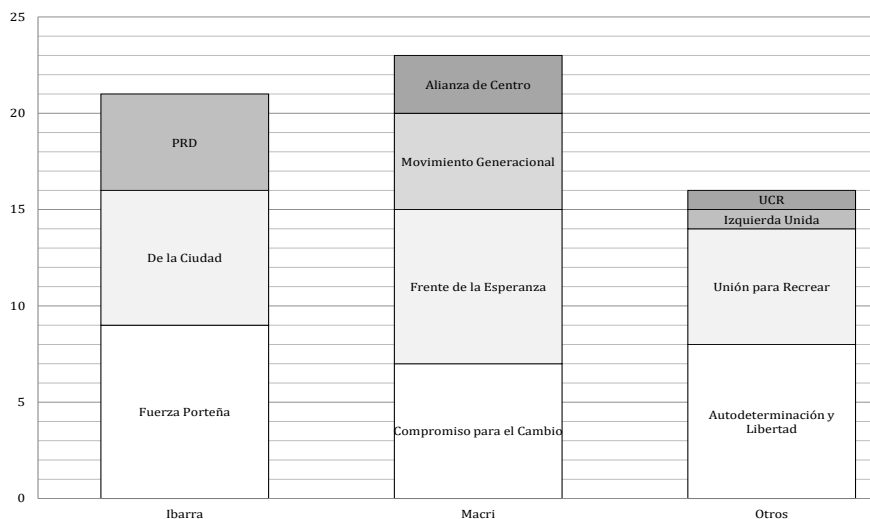 25
20
15
10
5
0
PRD
De la Ciudad
Fuerza Porteña
Alianza de Centro
Movimiento Generacional
Frente de la Esperanza
Compromiso para el Cambio
UCR
Izquierda Unida
Unión para Recrear
Autodeterminación y
Libertad
Ibarra
Macri
Otros